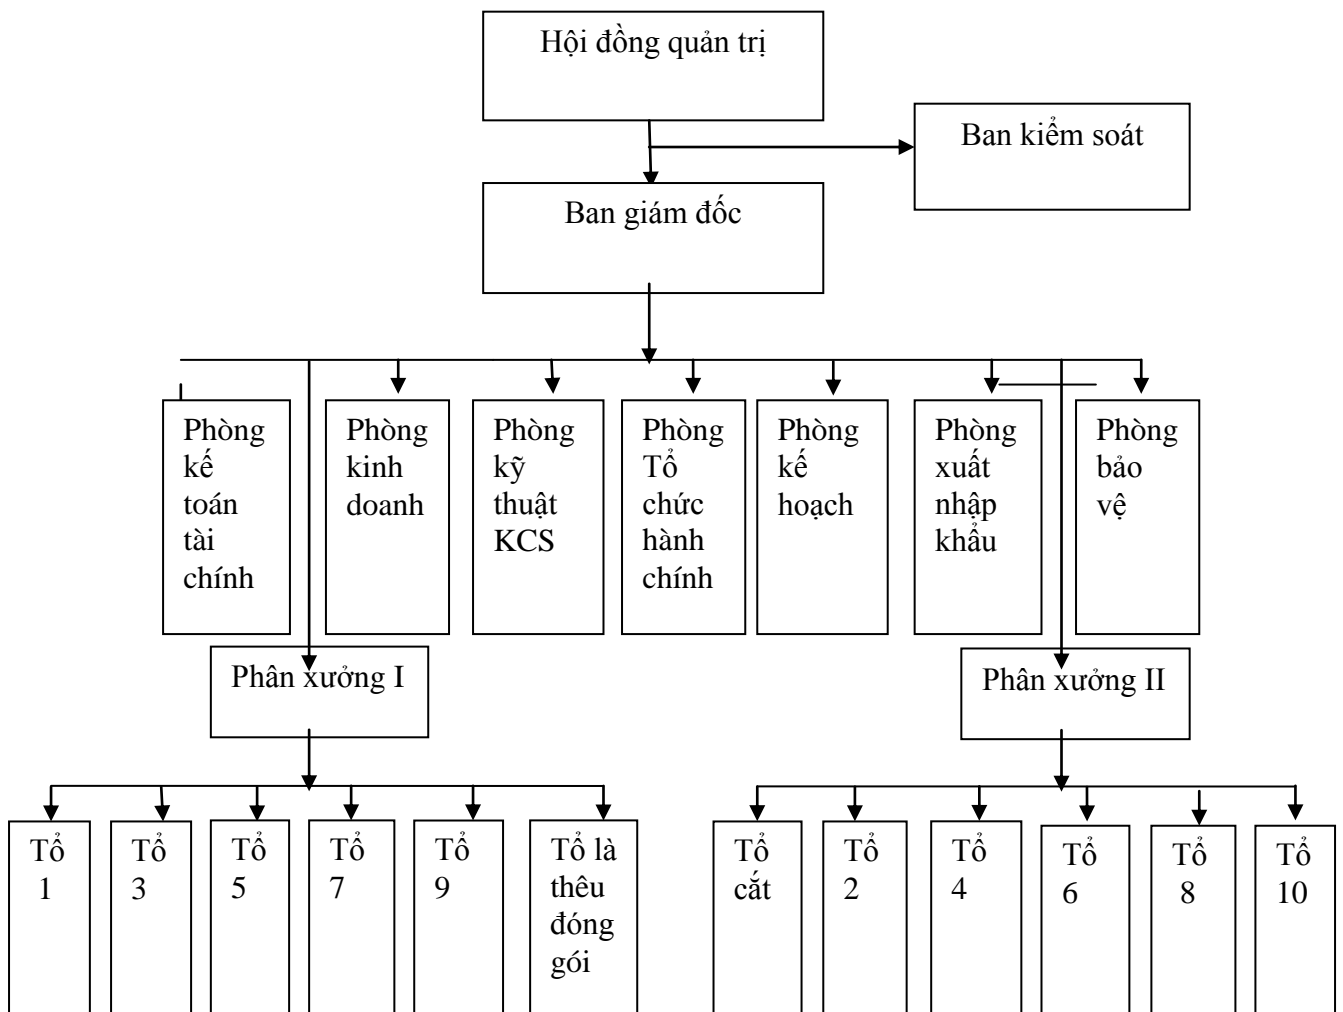 Hội đồng quản trị
Ban kiểm soát
Ban giám đốc
Phòng
kế
toán
tài
chính
Phòng
kinh
doanh
Phòng
kỹ
thuật
KCS
Phòng
Tổ
chức
hành
chính
Phòng
kế
hoạch
Phòng
xuất
nhập
khẩu
Phòng
bảo
vệ
Phân xưởng I
Phân xưởng II
Tổ
1
Tổ
3
Tổ
5
Tổ
7
Tổ
9
Tổ là
thêu
đóng
gói
Tổ
cắt
Tổ
2
Tổ
4
Tổ
6
Tổ
8
Tổ
10